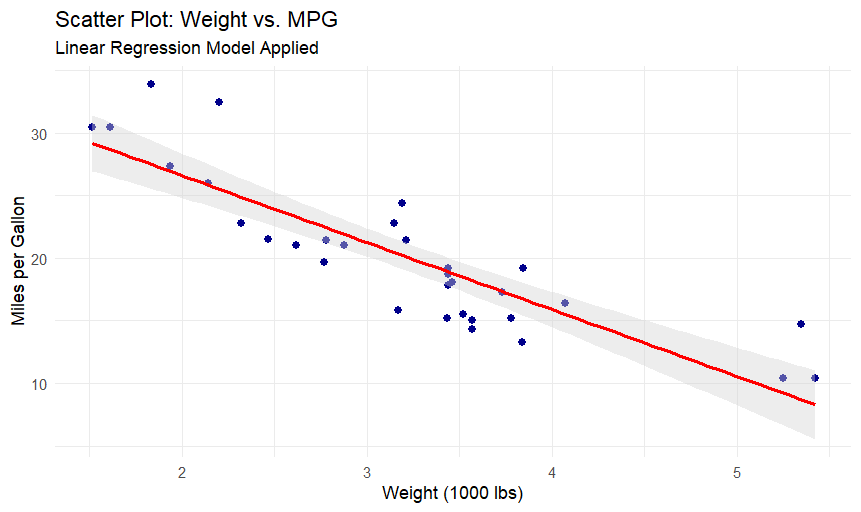 Scatter Plot: Weight vs. MPG
Linear Regression Model Applied
Miles per Gallon
30
20
10
2 3 4 5
Weight (1000 lbs)